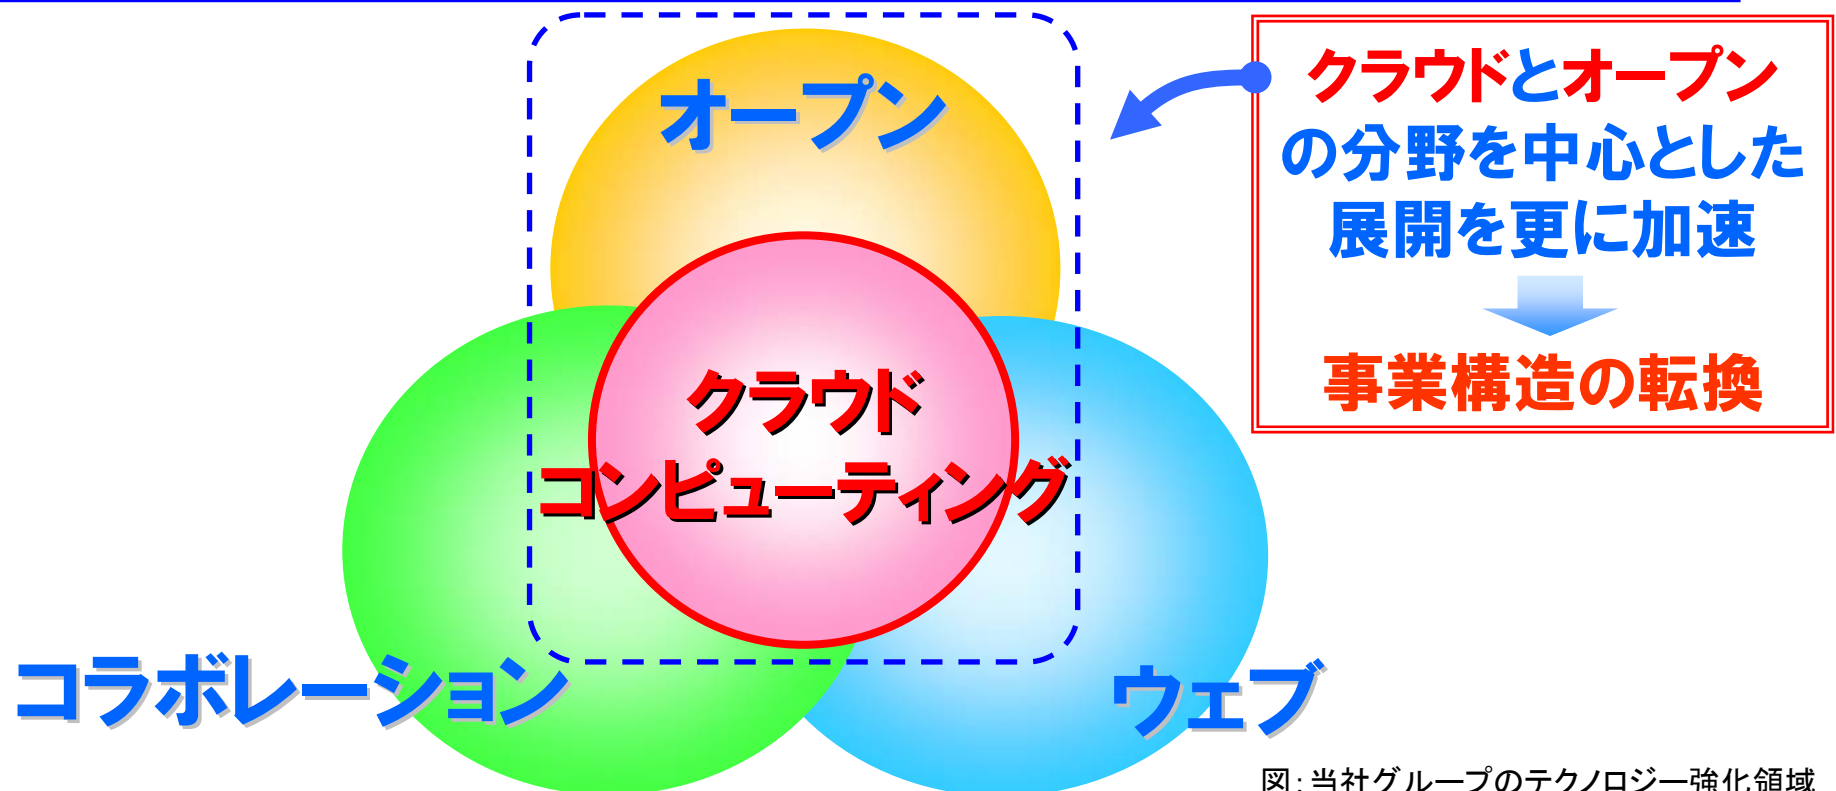 オープン
クラウドとオープン
の分野を中心とした
展開を更に加速
事業構造の転換
クラウド
コンピューティング
コラボレーション
ウェブ
図:当社グループのテクノロジー強化領域